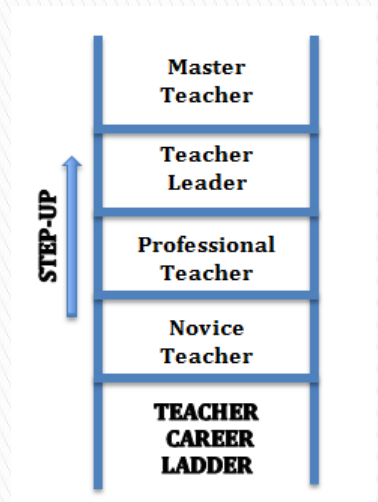 Master
Teacher
Teacher
Leader
STEP-UP
Professional
Teacher
Novice
Teacher
TEACHER
CAREER
LADDER